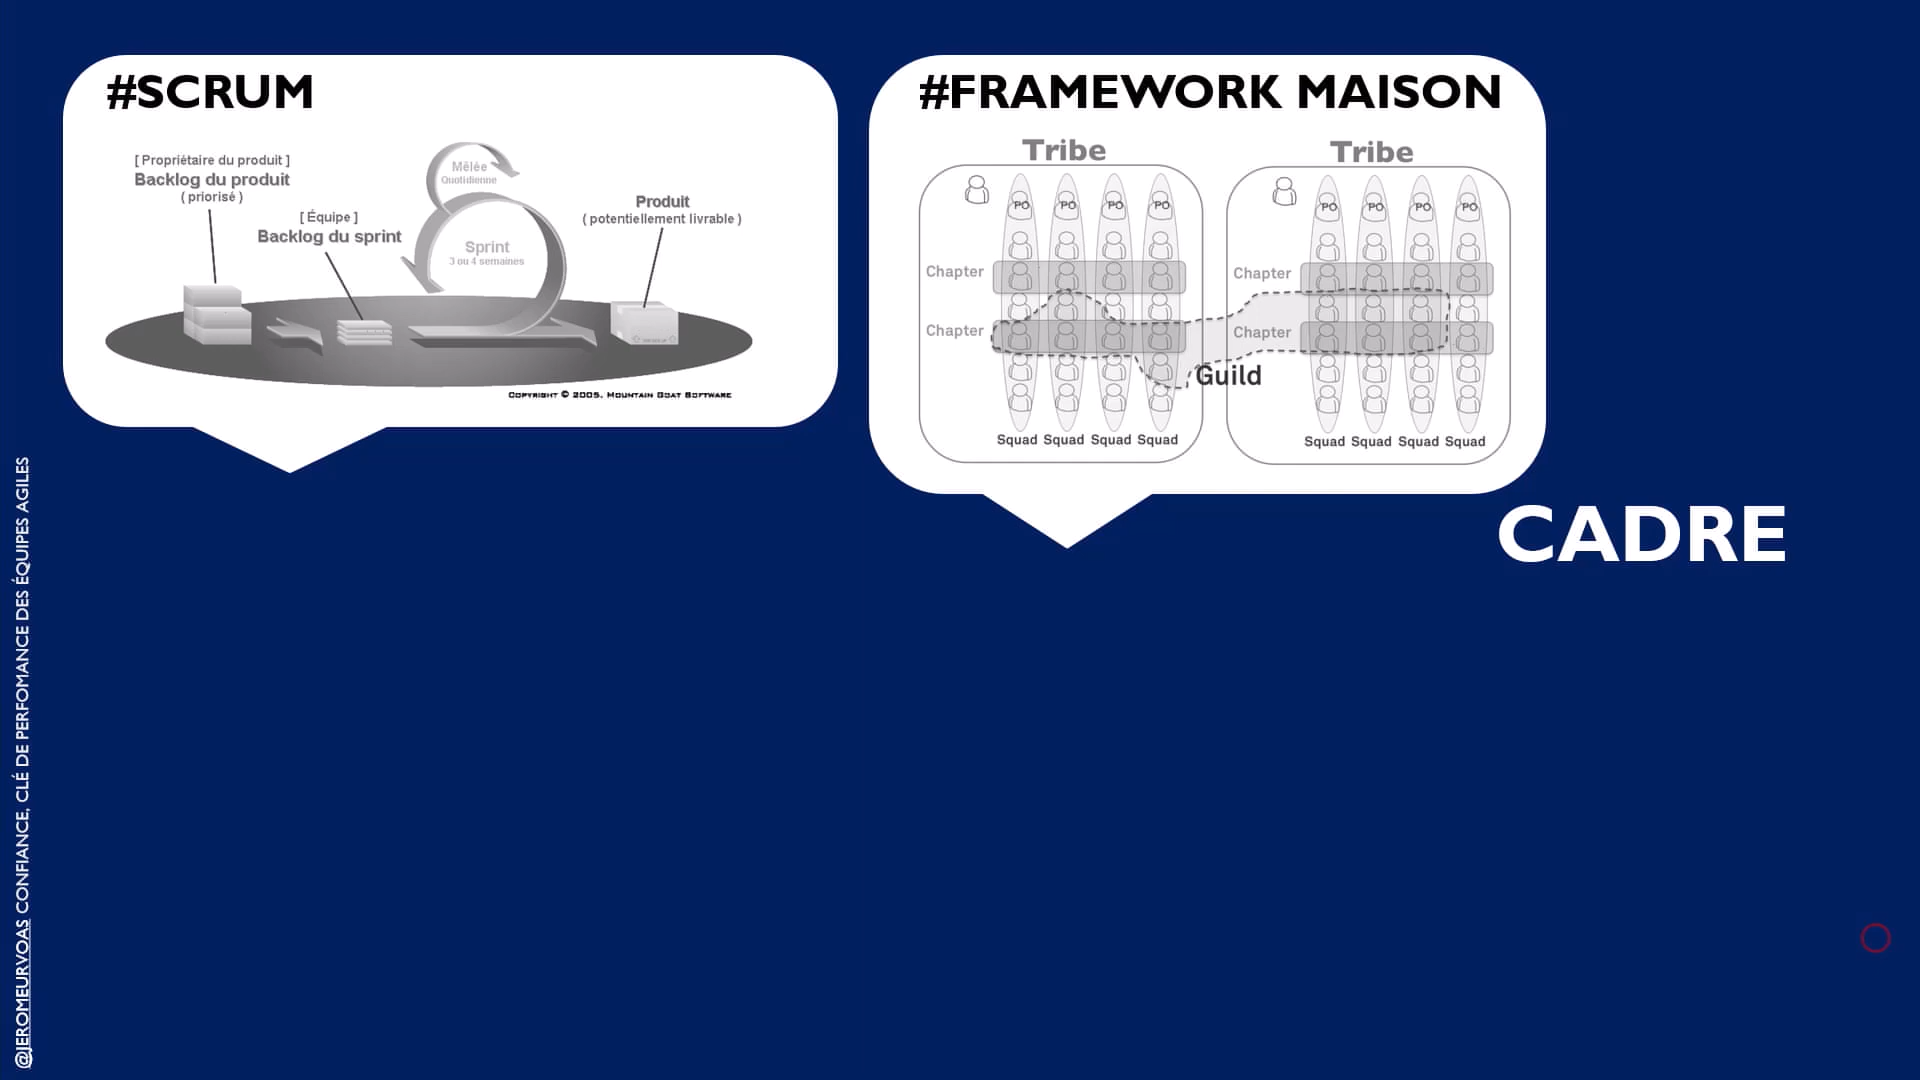 #SCRUM
[ Propriétaire du produit ]
Backlog du produit
( priorisé )
[ Équipe ]
Backlog du sprint
Mêlée
Quotidienne
Sprint
3 ou 4 semaines
Produit
( potentiellement livrable )
COPYRIGHT © 2005, MOUNTAIN GOAT SOFTWARE
#FRAMEWORK MAISON
Tribe
PO PO PO PO
Chapter
Chapter
Squad Squad Squad Squad
Tribe
PO PO PO PO
Chapter
Chapter
Squad Squad Squad Squad
Guild
CADRE
@JEROMEURVOAS CONFIANCE, CLÉ DE PERFOMANCE DES ÉQUIPES AGILES